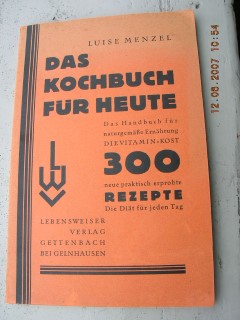 LUISE MENZEL
DAS
KOCHBUCH
FÜR HEUTE
Das Handbuch für
naturgemäße Ernährung
DIE VITAMIN-KOST
300
neue praktisch erprobte
REZEPTE
Die Diät für jeden Tag
LW
LEBENSWEISER
VERLAG
GETTENBACH
BEI GELNHAUSEN
12/08/2007 10:54